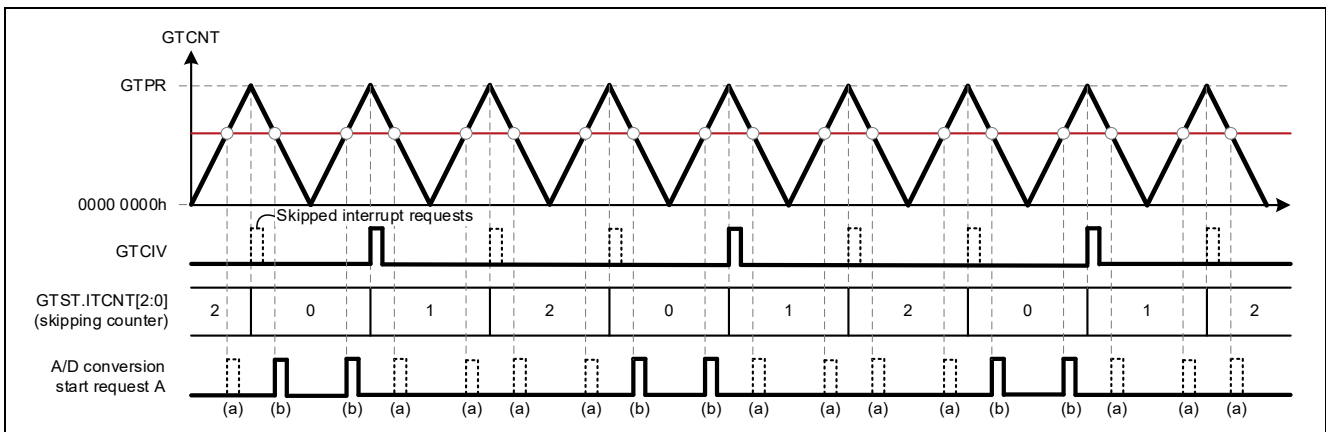 GTCNT
GTPR
0000 0000h
Skipped interrupt requests
GTCIV
GTST.ITCNT[2:0]
(skipping counter)
2 0 1 2 0 1 2 0 1 2
A/D conversion
start request A
(a) (b) (b) (a) (a) (a) (a) (b) (b) (a) (a) (a) (a) (b) (b) (a) (a) (a)